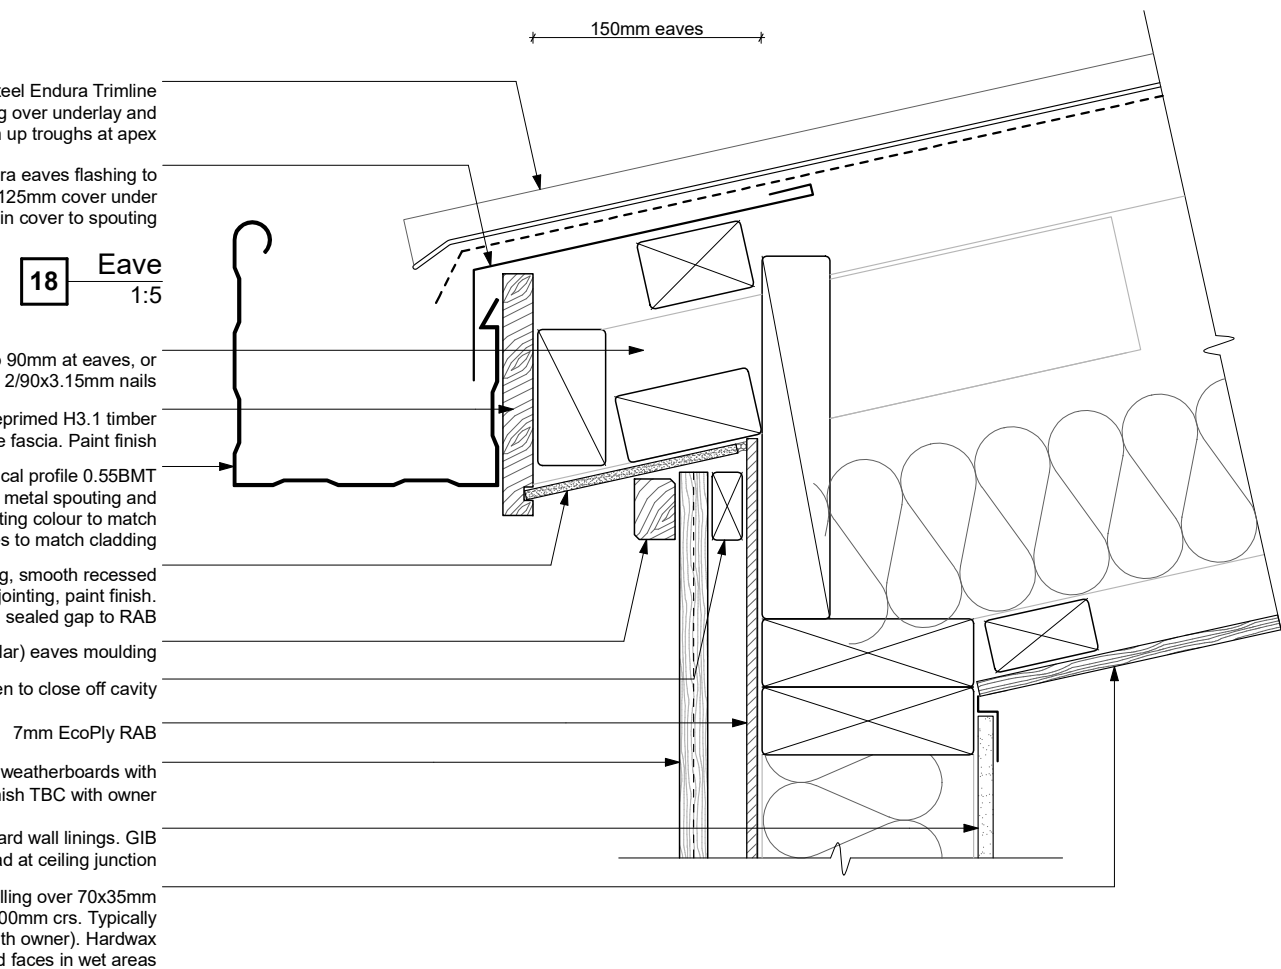 150mm eaves
teel Endura Trimline
g over underlay and
up troughs at apex
ra eaves flashing to
125mm cover under
in cover to spouting
18
Eave
1:5
90mm at eaves, or
2/90x3.15mm nails
eprimed H3.1 timber
e fascia. Paint finish
cal profile 0.55BMT
metal spouting and
ting colour to match
es to match cladding
g, smooth recessed
jointing, paint finish.
sealed gap to RAB
lar) eaves moulding
en to close off cavity
7mm EcoPly RAB
weatherboards with
nish TBC with owner
ard wall linings. GIB
nd at ceiling junction
lling over 70x35mm
00mm crs. Typically
th owner). Hardwax
d faces in wet areas